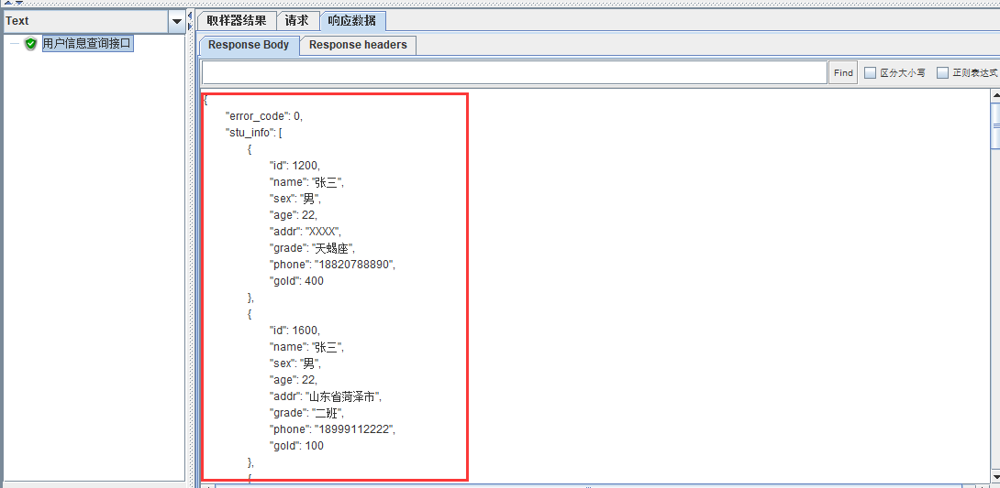 Text
取样器结果 请求 响应数据
用户信息查询接口
Response Body Response headers
Find 区分大小写 正则表达式
{
"error_code": 0,
"stu_info": [
{
"id": 1200,
"name": "张三",
"sex": "男",
"age": 22,
"addr": "XXXX",
"grade": "天蝎座",
"phone": "18820788890",
"gold": 400
},
{
"id": 1600,
"name": "张三",
"sex": "男",
"age": 22,
"addr": "山东省菏泽市",
"grade": "二班",
"phone": "18999112222",
"gold": 100
},
{